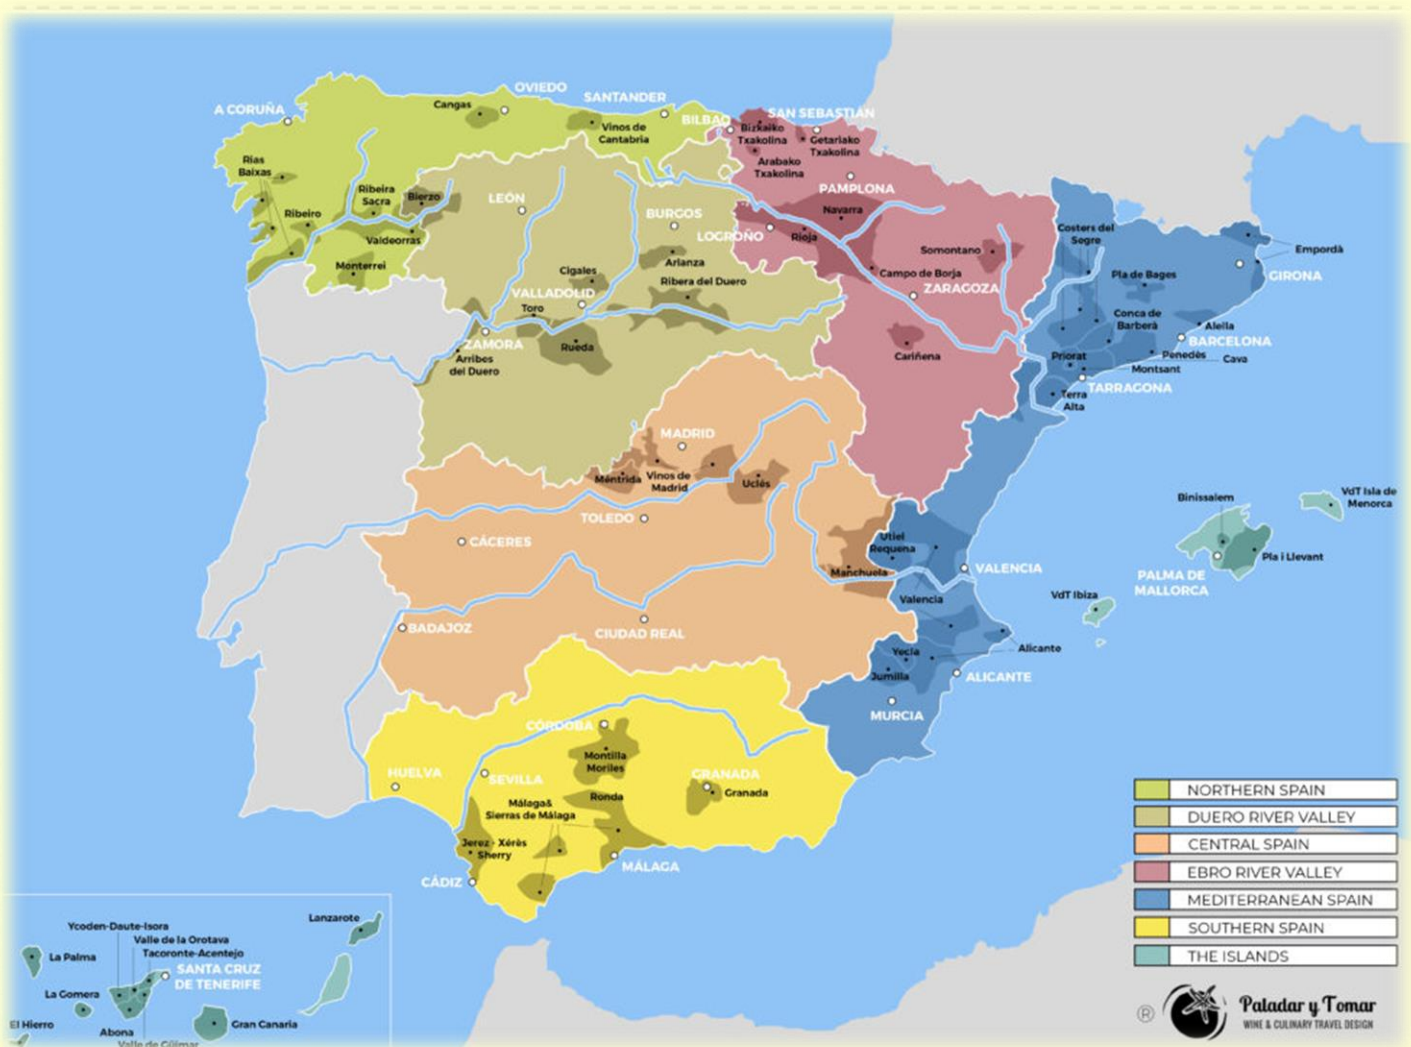 A CORUÑA
OVIEDO
SANTANDER
BILBAO
SAN SEBASTIÁN
Cangas
Vinos de
Cantabria
Bizkaiko
Txakolina
Getariako
Txakolina
Arabako
Txakolina
PAMPLONA
Rías
Baixas
Ribeiro
Ribeira
Sacra
Bierzo
Valdeorras
Monterrei
LEÓN
BURGOS
LOGROÑO
Navarra
Rioja
Campo de Borja
Somontano
ZARAGOZA
Cariñena
Arlanza
Cigales
VALLADOLID
Ribera del Duero
Toro
ZAMORA
Rueda
Arribes
del Duero
Costers del
Segre
Pla de Bages
Empordà
GIRONA
Conca de
Barberà
Alella
BARCELONA
Priorat
Penedès
Cava
Montsant
TARRAGONA
Terra
Alta
MADRID
Méntrida
Vinos de
Madrid
Uclés
TOLEDO
CÁCERES
BADAJOZ
CIUDAD REAL
Utiel
Requena
Manchuela
VALENCIA
Valencia
Alicante
Yecla
Jumilla
ALICANTE
MURCIA
Binissalem
VdT Isla de
Menorca
Pla i Llevant
PALMA DE
MALLORCA
VdT Ibiza
CÓRDOBA
Montilla
Moriles
HUELVA
SEVILLA
GRANADA
Granada
Ronda
Málaga&
Sierras de Málaga
Jerez - Xérès
Sherry
MÁLAGA
CÁDIZ
NORTHERN SPAIN
DUERO RIVER VALLEY
CENTRAL SPAIN
EBRO RIVER VALLEY
MEDITERRANEAN SPAIN
SOUTHERN SPAIN
THE ISLANDS
Lanzarote
Ycoden-Daute-Isora
Valle de la Orotava
Tacoronte-Acentejo
La Palma
SANTA CRUZ
DE TENERIFE
La Gomera
El Hierro
Abona
Gran Canaria
Valle de Güímar
®
Paladar y Tomar
WINE & CULINARY TRAVEL DESIGN